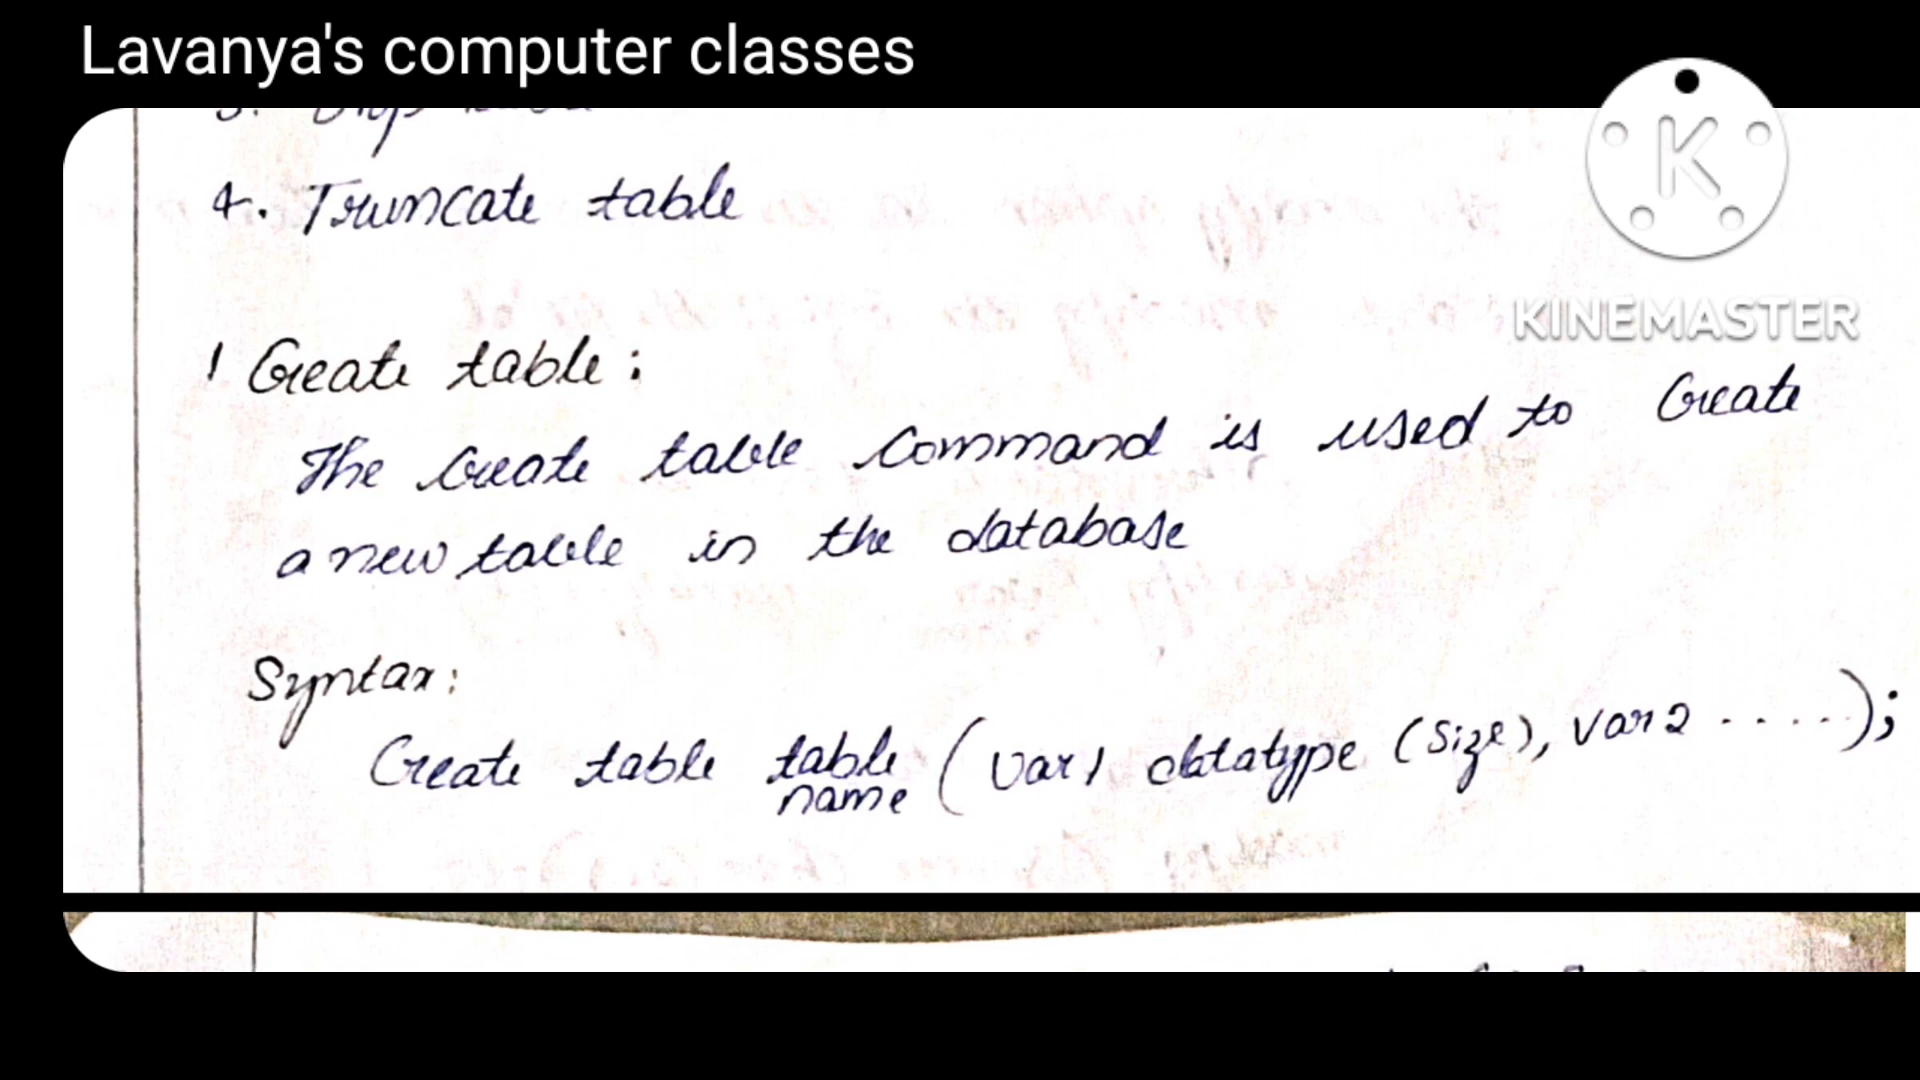 Lavanya's computer classes
4. Truncate table
KINEMASTER
1 Create table:
The Create table Command is used to Create
a new table in the database
Syntax:
Create table table name (var1 datatype (size), var2 .....);